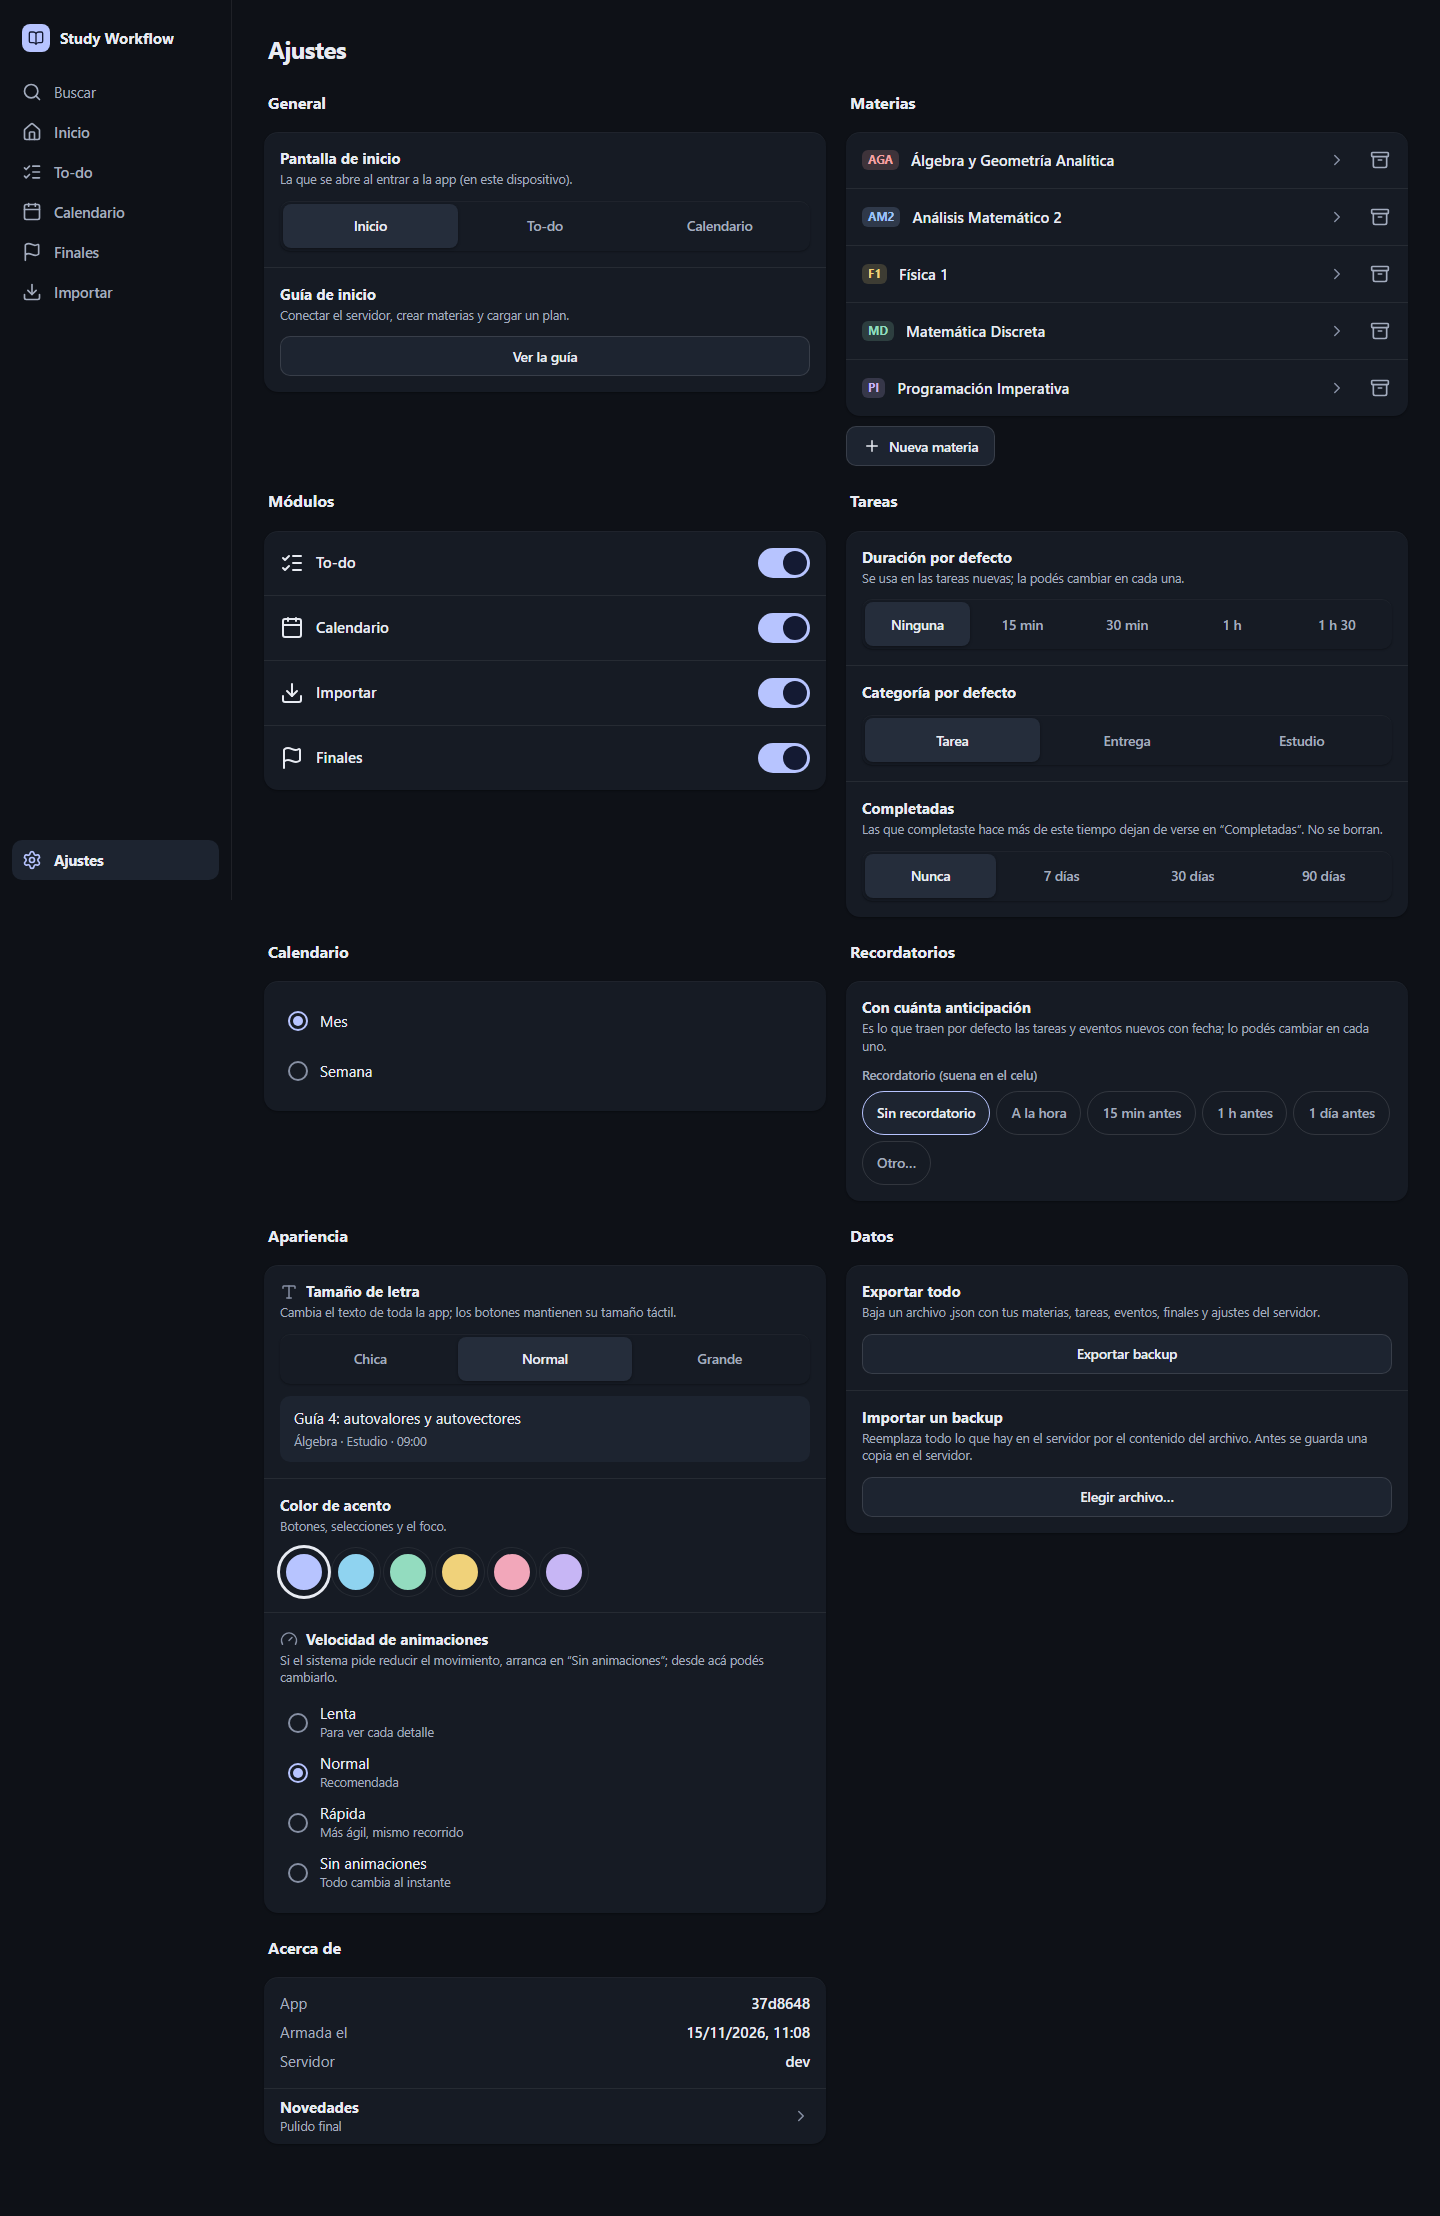 Study Workflow
Buscar
Inicio
To-do
Calendario
Finales
Importar
Ajustes
Ajustes
General
Pantalla de inicio
La que se abre al entrar a la app (en este dispositivo).
Inicio
To-do
Calendario
Guía de inicio
Conectar el servidor, crear materias y cargar un plan.
Ver la guía
Materias
AGA Álgebra y Geometría Analítica
AM2 Análisis Matemático 2
F1 Física 1
MD Matemática Discreta
PI Programación Imperativa
Nueva materia
Módulos
To-do
Calendario
Importar
Finales
Tareas
Duración por defecto
Se usa en las tareas nuevas; la podés cambiar en cada una.
Ninguna
15 min
30 min
1 h
1 h 30
Categoría por defecto
Tarea
Entrega
Estudio
Completadas
Las que completaste hace más de este tiempo dejan de verse en “Completadas”. No se borran.
Nunca
7 días
30 días
90 días
Calendario
Mes
Semana
Recordatorios
Con cuánta anticipación
Es lo que traen por defecto las tareas y eventos nuevos con fecha; lo podés cambiar en cada
uno.
Recordatorio (suena en el celu)
Sin recordatorio
A la hora
15 min antes
1 h antes
1 día antes
Otro...
Apariencia
Tamaño de letra
Cambia el texto de toda la app; los botones mantienen su tamaño táctil.
Chica
Normal
Grande
Guía 4: autovalores y autovectores
Álgebra · Estudio · 09:00
Color de acento
Botones, selecciones y el foco.
Velocidad de animaciones
Si el sistema pide reducir el movimiento, arranca en “Sin animaciones”; desde acá podés
cambiarlo.
Lenta
Para ver cada detalle
Normal
Recomendada
Rápida
Más ágil, mismo recorrido
Sin animaciones
Todo cambia al instante
Datos
Exportar todo
Baja un archivo .json con tus materias, tareas, eventos, finales y ajustes del servidor.
Exportar backup
Importar un backup
Reemplaza todo lo que hay en el servidor por el contenido del archivo. Antes se guarda una
copia en el servidor.
Elegir archivo...
Acerca de
App 37d8648
Armada el 15/11/2026, 11:08
Servidor dev
Novedades
Pulido final